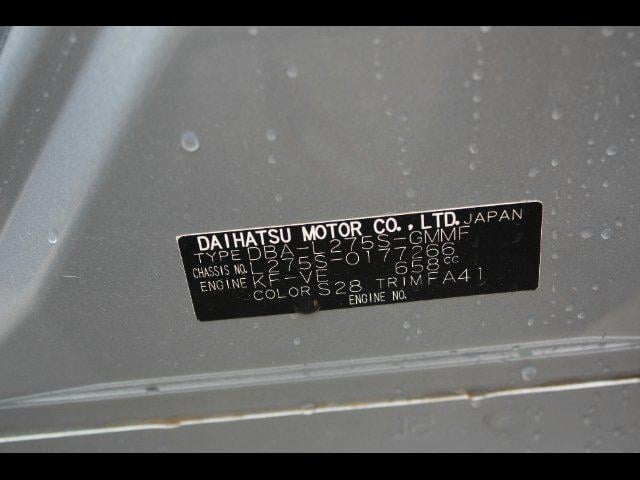 DAIHATSU MOTOR CO., LTD. JAPAN
TYPE DBA-L275S-GMMF
CHASSIS NO. L275S-0177266
ENGINE KF-VE 658CC
COLOR S28 TRIM FA41
ENGINE NO.